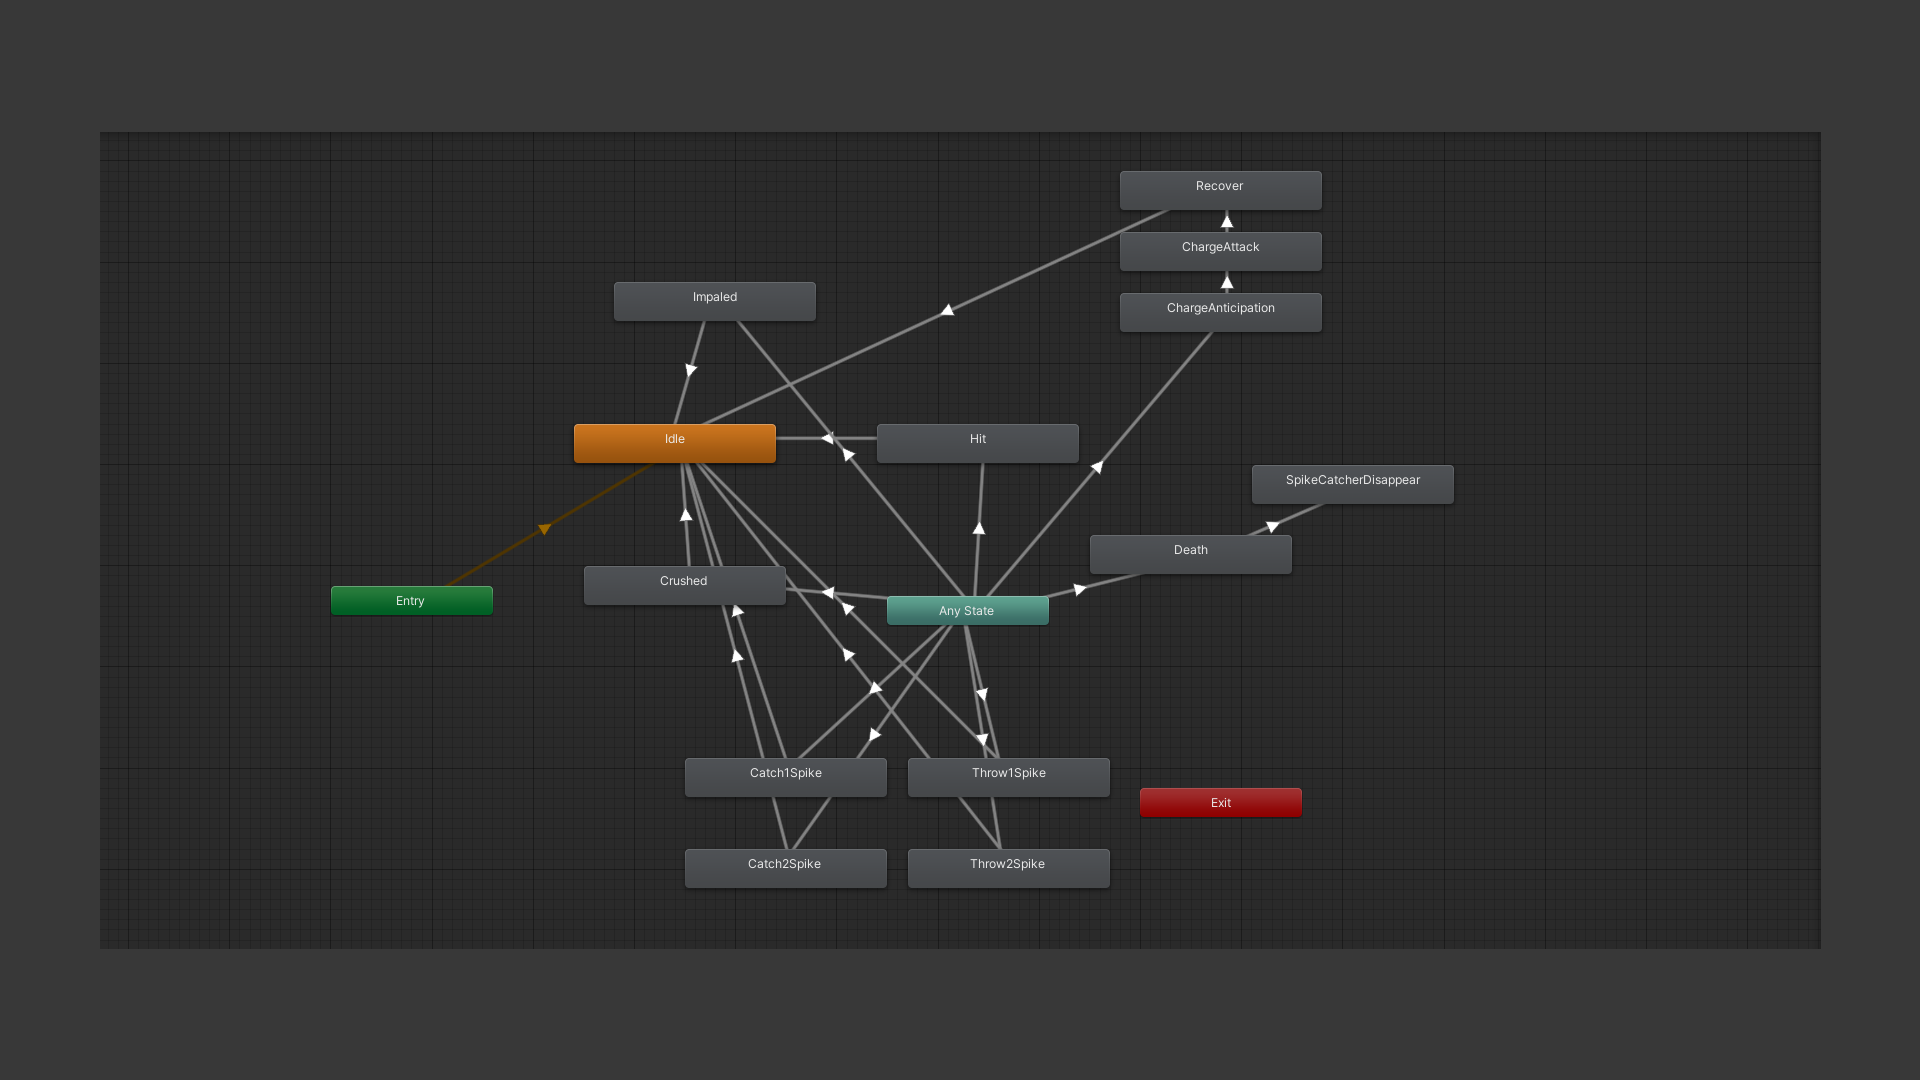 Recover
ChargeAttack
Impaled
ChargeAnticipation
Idle
Hit
SpikeCatcherDisappear
Death
Crushed
Entry
Any State
Catch1Spike
Throw1Spike
Exit
Catch2Spike
Throw2Spike